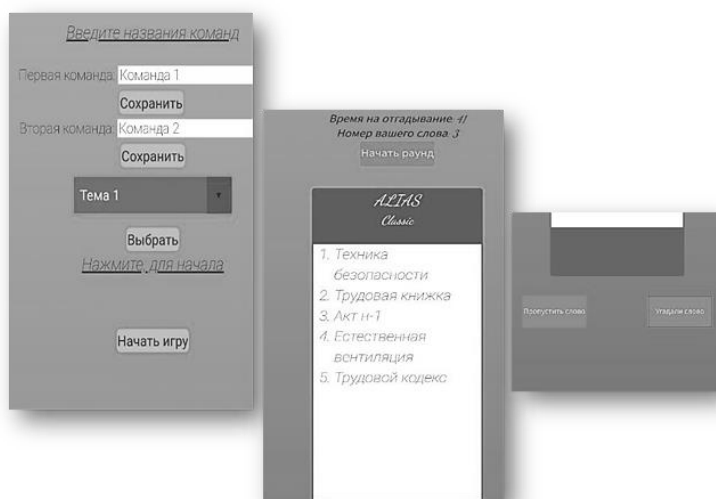 Введите названия команд
Первая команда: Команда 1
Сохранить
Вторая команда: Команда 2
Сохранить
Тема 1
Выбрать
Нажмите для начала
Начать игру
Время на отгадывание 41
Номер вашего слова 3
Начать раунд
ALIAS
Classic
1. Техника
безопасности
2. Трудовая книжка
3. Акт н-1
4. Естественная
вентиляция
5. Трудовой кодекс
Пропустить слово
Угадали слово